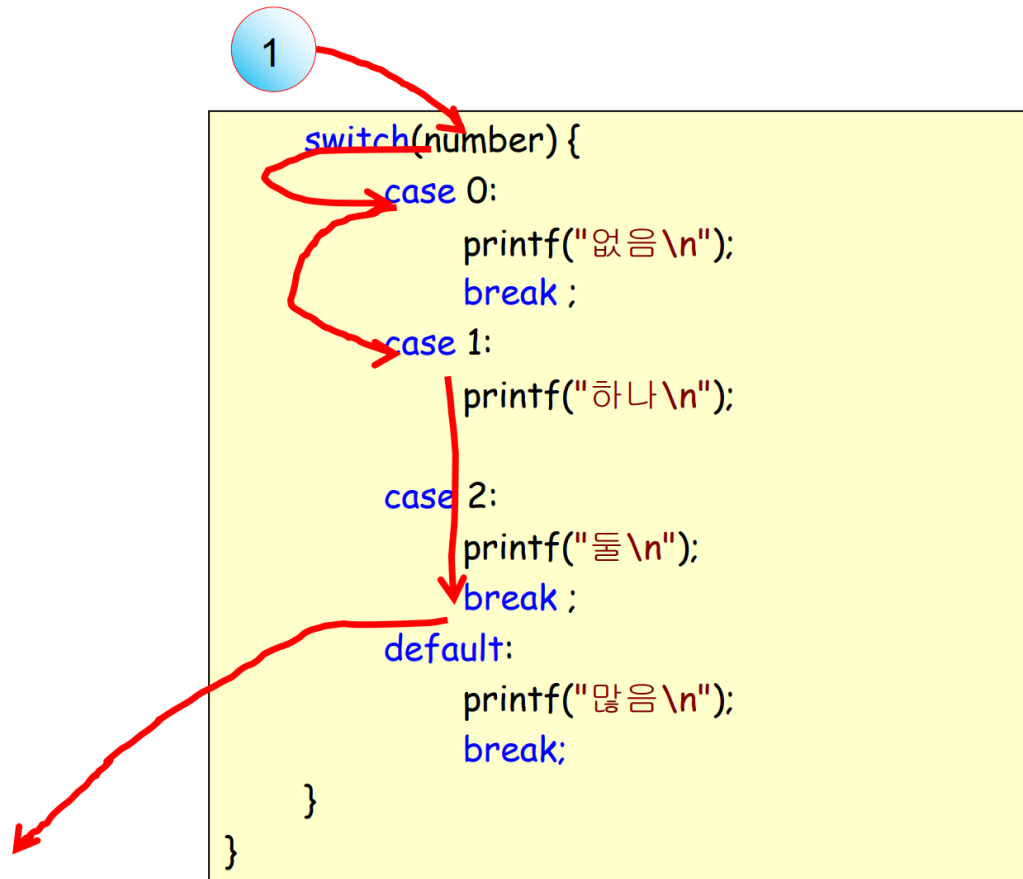 1
switch(number) {
case 0:
printf("없음\n");
break ;
case 1:
printf("하나\n");
case 2:
printf("둘\n");
break ;
default:
printf("많음\n");
break;
}
}